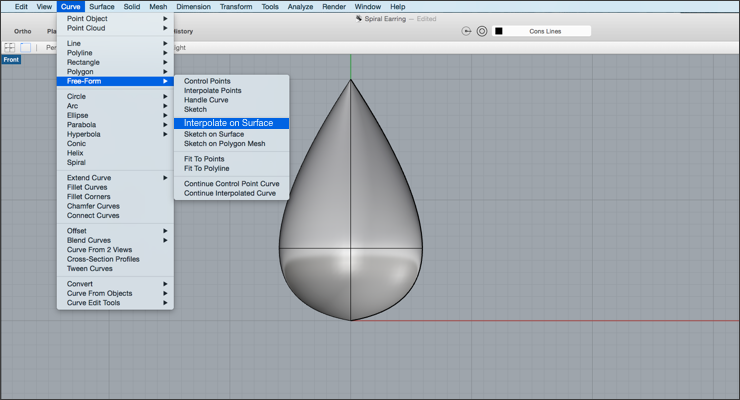 Edit View Curve Surface Solid Mesh Dimension Transform Tools Analyze Render Window Help
Spiral Earring — Edited
Ortho Pla History Cons Lines
Per ght
Front
Point Object
Point Cloud
Line
Polyline
Rectangle
Polygon
Free-Form
Circle
Arc
Ellipse
Parabola
Hyperbola
Conic
Helix
Spiral
Extend Curve
Fillet Curves
Fillet Corners
Chamfer Curves
Connect Curves
Offset
Blend Curves
Curve From 2 Views
Cross-Section Profiles
Tween Curves
Convert
Curve From Objects
Curve Edit Tools
Control Points
Interpolate Points
Handle Curve
Sketch
Interpolate on Surface
Sketch on Surface
Sketch on Polygon Mesh
Fit To Points
Fit To Polyline
Continue Control Point Curve
Continue Interpolated Curve